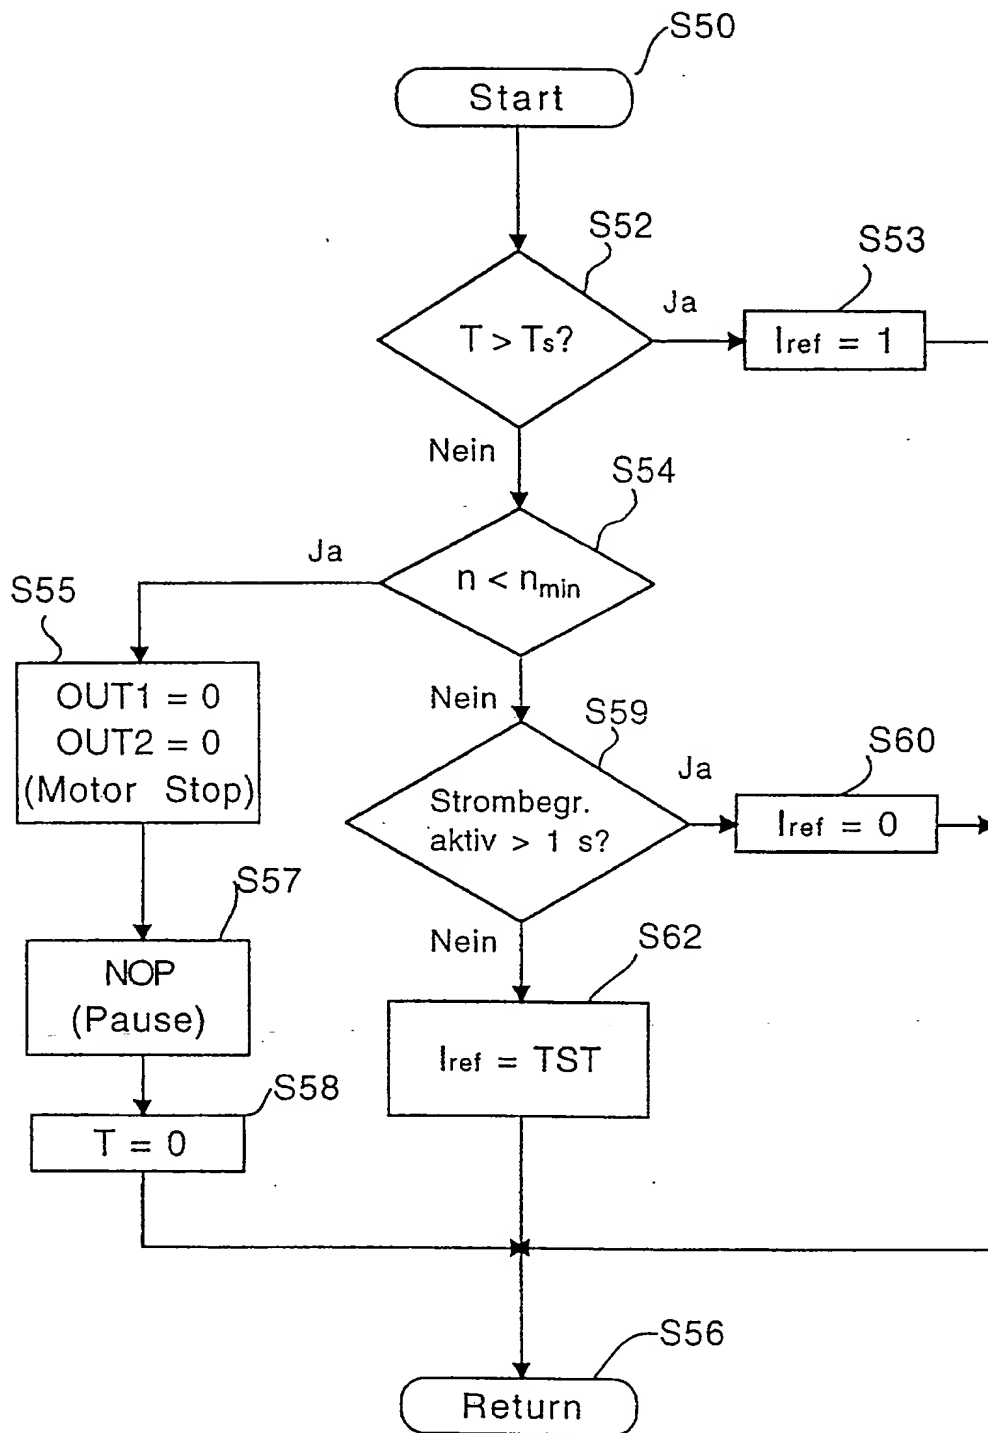 S50
Start
S52
T > Ts?
Ja
S53
Iref = 1
Nein
S54
n < nmin
Ja
S55
OUT1 = 0
OUT2 = 0
(Motor Stop)
Nein
S59
Strombegr.
aktiv > 1 s?
Ja
S60
Iref = 0
S57
NOP
(Pause)
Nein
S62
Iref = TST
S58
T = 0
S56
Return